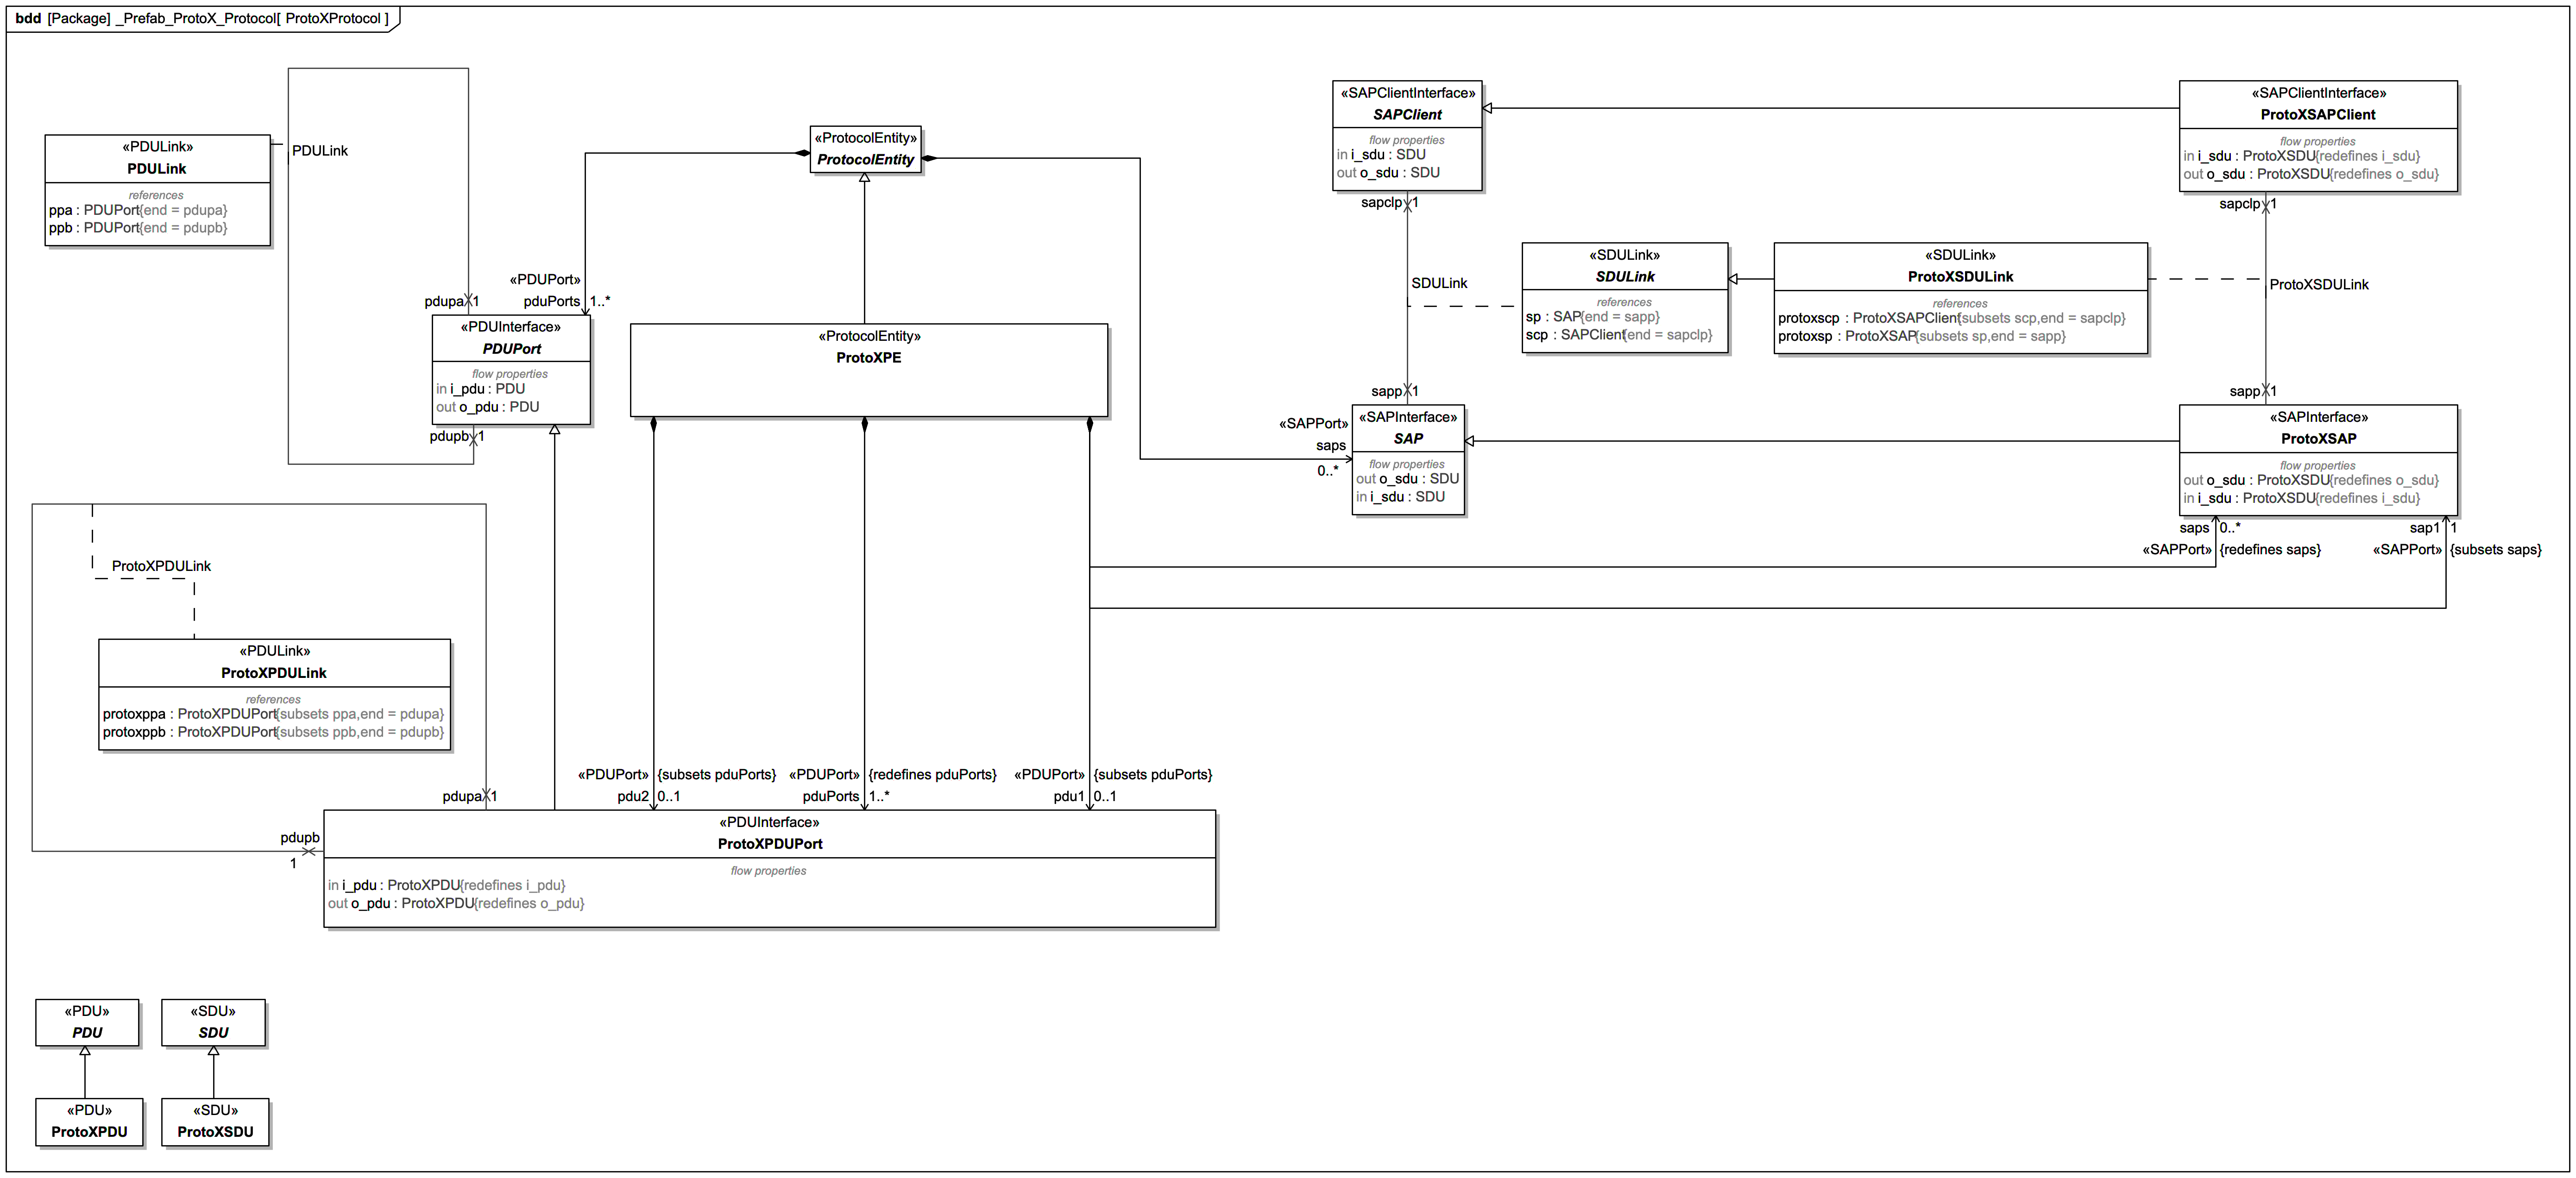 bdd [Package] _Prefab_ProtoX_Protocol[ ProtoXProtocol ]
«PDULink»
PDULink
references
ppa : PDUPort{end = pdupa}
ppb : PDUPort{end = pdupb}
PDULink
pdupa 1
«PDUPort»
pduPorts 1..*
«PDUInterface»
PDUPort
flow properties
in i_pdu : PDU
out o_pdu : PDU
pdupb 1
«ProtocolEntity»
ProtocolEntity
«ProtocolEntity»
ProtoXPE
«SAPPort»
saps
0..*
«SAPClientInterface»
SAPClient
flow properties
in i_sdu : SDU
out o_sdu : SDU
sapclp 1
SDULink
sapp 1
«SAPInterface»
SAP
flow properties
out o_sdu : SDU
in i_sdu : SDU
«SDULink»
SDULink
references
sp : SAP{end = sapp}
scp : SAPClient{end = sapclp}
«SDULink»
ProtoXSDULink
references
protoxscp : ProtoXSAPClient{subsets scp,end = sapclp}
protoxsp : ProtoXSAP{subsets sp,end = sapp}
«SAPClientInterface»
ProtoXSAPClient
flow properties
in i_sdu : ProtoXSDU{redefines i_sdu}
out o_sdu : ProtoXSDU{redefines o_sdu}
sapclp 1
ProtoXSDULink
sapp 1
«SAPInterface»
ProtoXSAP
flow properties
out o_sdu : ProtoXSDU{redefines o_sdu}
in i_sdu : ProtoXSDU{redefines i_sdu}
saps 0..*
«SAPPort» {redefines saps}
sap1 1
«SAPPort» {subsets saps}
ProtoXPDULink
«PDULink»
ProtoXPDULink
references
protoxppa : ProtoXPDUPort{subsets ppa,end = pdupa}
protoxppb : ProtoXPDUPort{subsets ppb,end = pdupb}
pdupa 1
pdupb
1
«PDUPort» {subsets pduPorts}
pdu2 0..1
«PDUPort» {redefines pduPorts}
pduPorts 1..*
«PDUPort» {subsets pduPorts}
pdu1 0..1
«PDUInterface»
ProtoXPDUPort
flow properties
in i_pdu : ProtoXPDU{redefines i_pdu}
out o_pdu : ProtoXPDU{redefines o_pdu}
«PDU»
PDU
«SDU»
SDU
«PDU»
ProtoXPDU
«SDU»
ProtoXSDU